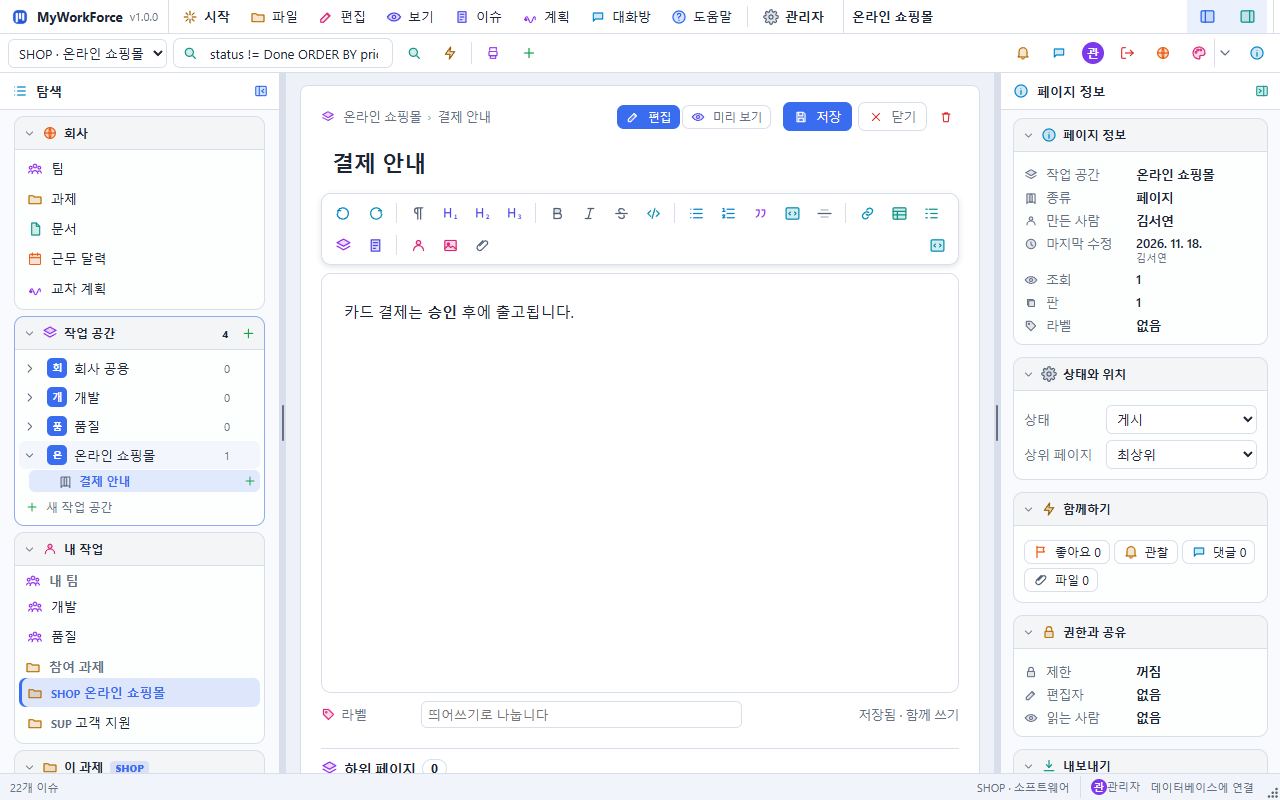 MyWorkForce v1.0.0 시작 파일 편집 보기 이슈 계획 대화방 도움말 관리자 온라인 쇼핑몰
SHOP · 온라인 쇼핑몰 status != Done ORDER BY prio 관
탐색
회사
팀
과제
문서
근무 달력
교차 계획
작업 공간 4
회 회사 공용 0
개 개발 0
품 품질 0
온 온라인 쇼핑몰 1
결제 안내
새 작업 공간
내 작업
내 팀
개발
품질
참여 과제
SHOP 온라인 쇼핑몰
SUP 고객 지원
이 과제 SHOP
온라인 쇼핑몰 › 결제 안내 편집 미리 보기 저장 닫기
결제 안내
H1 H2 H3 B I S
카드 결제는 승인 후에 출고됩니다.
라벨 띄어쓰기로 나눕니다 저장됨 · 함께 쓰기
하위 페이지 0
페이지 정보
페이지 정보
작업 공간 온라인 쇼핑몰
종류 페이지
만든 사람 김서연
마지막 수정 2026. 11. 18.
김서연
조회 1
판 1
라벨 없음
상태와 위치
상태 게시
상위 페이지 최상위
함께하기
좋아요 0 관찰 댓글 0
파일 0
권한과 공유
제한 꺼짐
편집자 없음
읽는 사람 없음
내보내기
22개 이슈 SHOP · 소프트웨어 관 관리자 데이터베이스에 연결